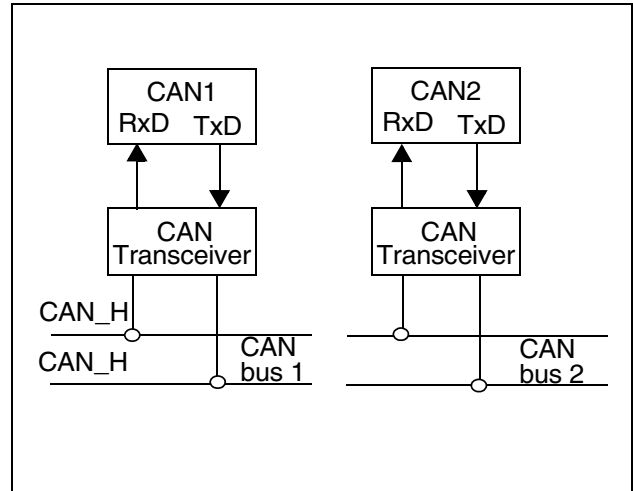 CAN1
RxD TxD
CAN2
RxD TxD
CAN
Transceiver
CAN
Transceiver
CAN_H
CAN_H
CAN
bus 1
CAN
bus 2